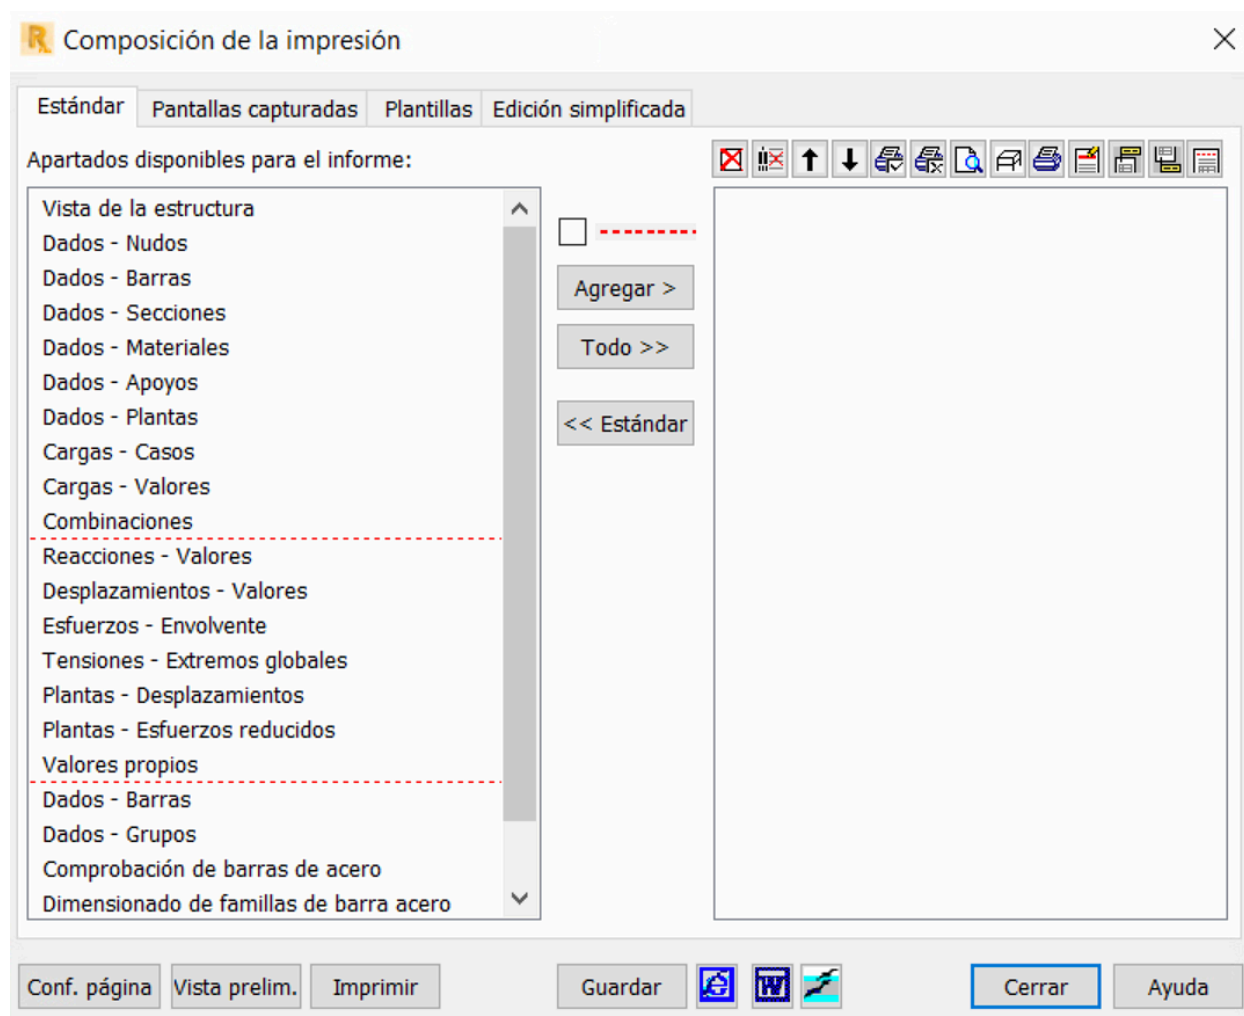 Composición de la impresión
Estándar
Pantallas capturadas
Plantillas
Edición simplificada
Apartados disponibles para el informe:
Vista de la estructura
Dados - Nudos
Dados - Barras
Dados - Secciones
Dados - Materiales
Dados - Apoyos
Dados - Plantas
Cargas - Casos
Cargas - Valores
Combinaciones
Reacciones - Valores
Desplazamientos - Valores
Esfuerzos - Envolvente
Tensiones - Extremos globales
Plantas - Desplazamientos
Plantas - Esfuerzos reducidos
Valores propios
Dados - Barras
Dados - Grupos
Comprobación de barras de acero
Dimensionado de famillas de barra acero
Agregar >
Todo >>
<< Estándar
Conf. página
Vista prelim.
Imprimir
Guardar
Cerrar
Ayuda